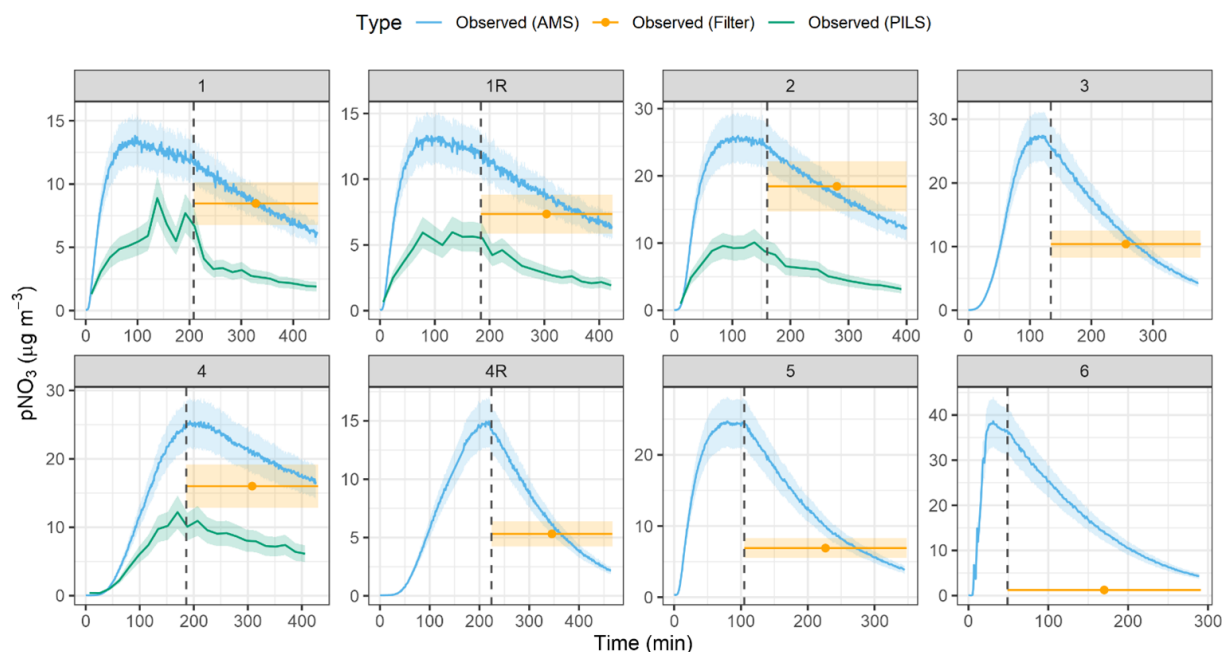 Type Observed (AMS) Observed (Filter) Observed (PILS)
1 1R 2 3
15 10 5 0
0 100 200 300 400
15 10 5 0
0 100 200 300 400
30 20 10 0
0 100 200 300 400
30 20 10 0
0 100 200 300
pNO₃ (μg m⁻³)
4 4R 5 6
30 20 10 0
0 100 200 300 400
15 10 5 0
0 100 200 300 400
20 10 0
0 100 200 300
40 30 20 10 0
0 100 200 300
Time (min)